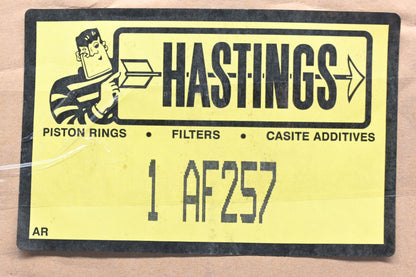 HASTINGS
PISTON RINGS • FILTERS • CASITE ADDITIVES
1 AF257
AR